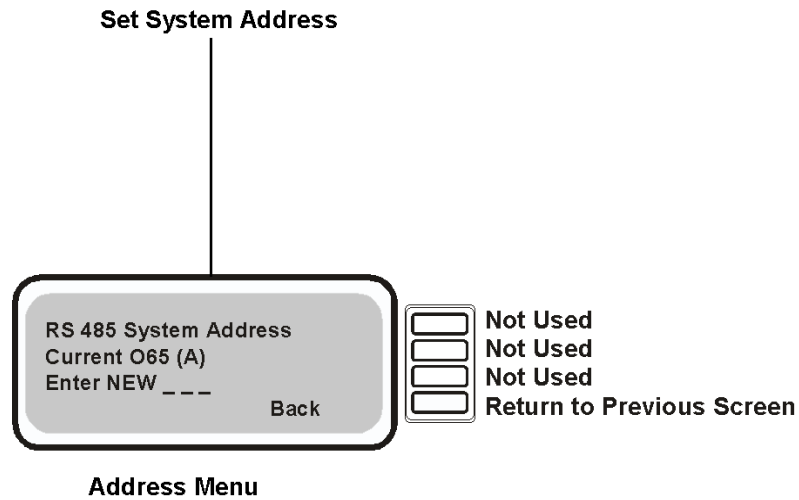 Set System Address
RS 485 System Address
Current O65 (A)
Enter NEW _ _ _
Back
Not Used
Not Used
Not Used
Return to Previous Screen
Address Menu